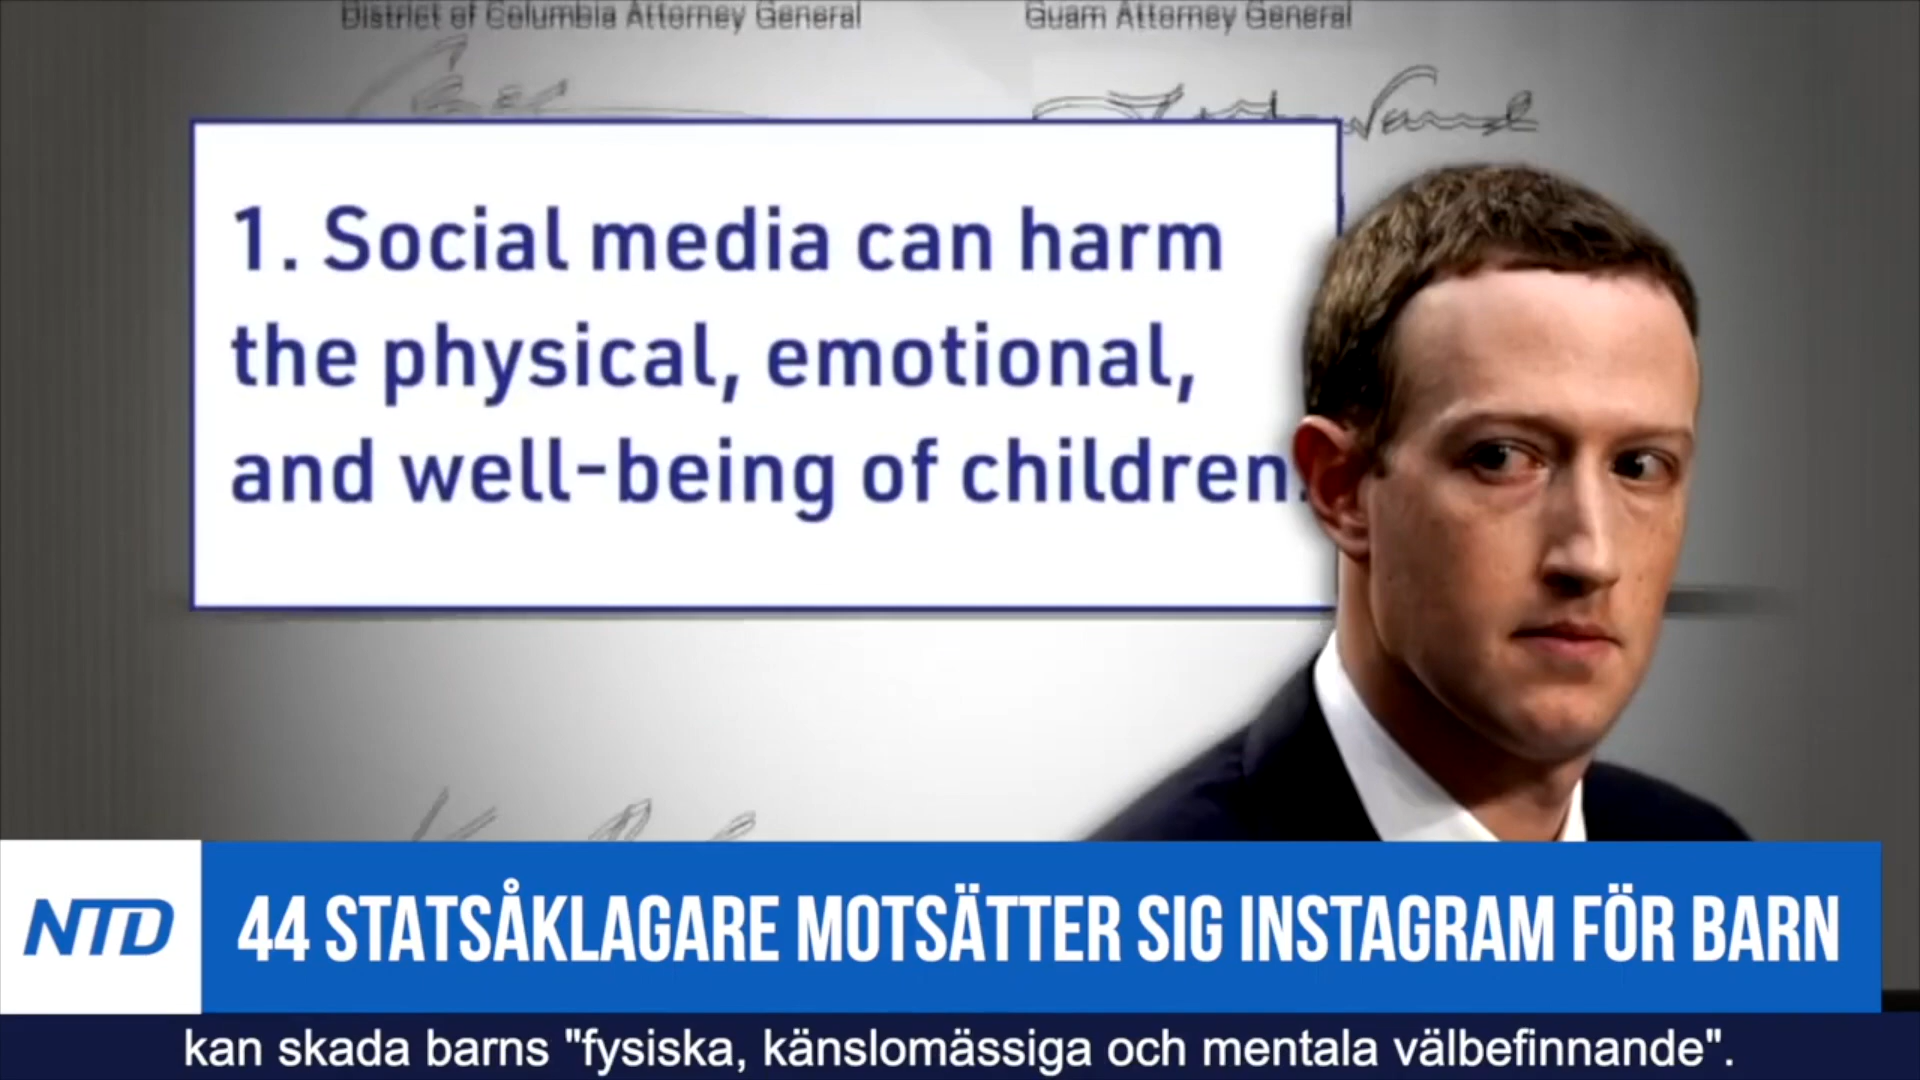 District of Columbia Attorney General
Guam Attorney General
1. Social media can harm
the physical, emotional,
and well-being of children.
NTD
44 STATSÅKLAGARE MOTSÄTTER SIG INSTAGRAM FÖR BARN
kan skada barns "fysiska, känslomässiga och mentala välbefinnande".